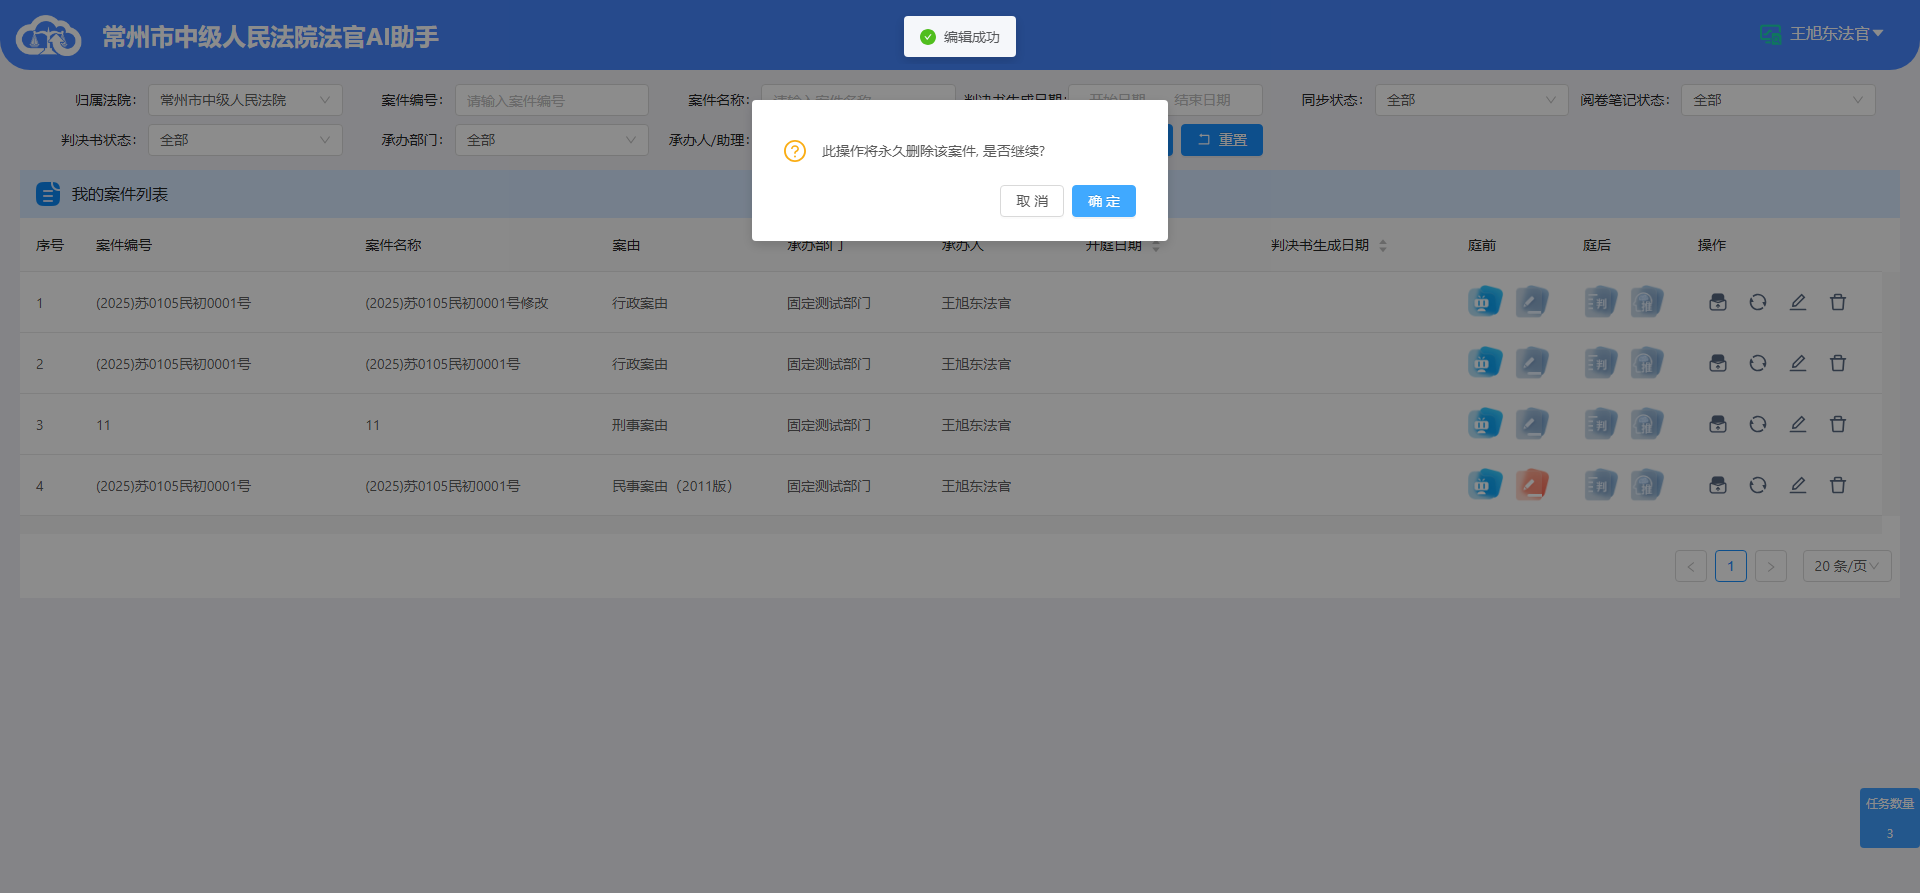 常州市中级人民法院法官AI助手
编辑成功
王旭东法官
归属法院: 常州市中级人民法院
案件编号: 请输入案件编号
案件名称: 请输入案件名称
判决书生成日期: 开始日期 结束日期
同步状态: 全部
阅卷笔记状态: 全部
判决书状态: 全部
承办部门: 全部
承办人/助理:
重置
此操作将永久删除该案件, 是否继续?
取消 确定
我的案件列表
序号 案件编号 案件名称 案由 承办部门 承办人 开庭日期 判决书生成日期 庭前 庭后 操作
1 (2025)苏0105民初0001号 (2025)苏0105民初0001号修改 行政案由 固定测试部门 王旭东法官 判 推
2 (2025)苏0105民初0001号 (2025)苏0105民初0001号 行政案由 固定测试部门 王旭东法官 判 推
3 11 11 刑事案由 固定测试部门 王旭东法官 判 推
4 (2025)苏0105民初0001号 (2025)苏0105民初0001号 民事案由（2011版） 固定测试部门 王旭东法官 判 推
< 1 > 20 条/页
任务数量
3